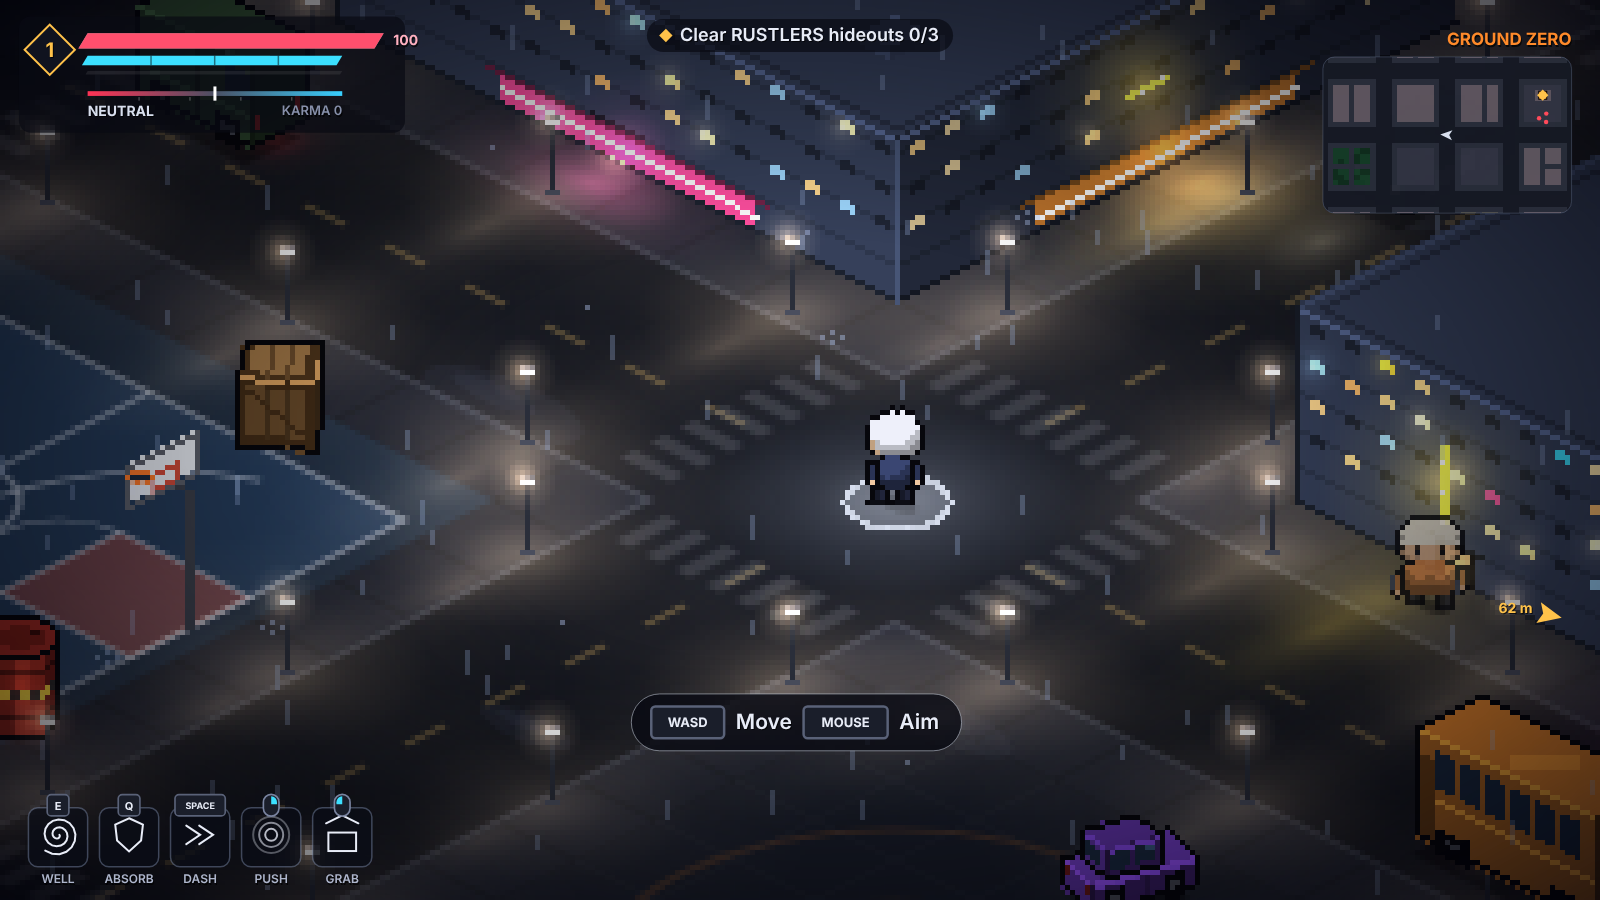 1
100
NEUTRAL
KARMA 0
Clear RUSTLERS hideouts 0/3
GROUND ZERO
62 m
WASD Move MOUSE Aim
E
Q
SPACE
WELL
ABSORB
DASH
PUSH
GRAB